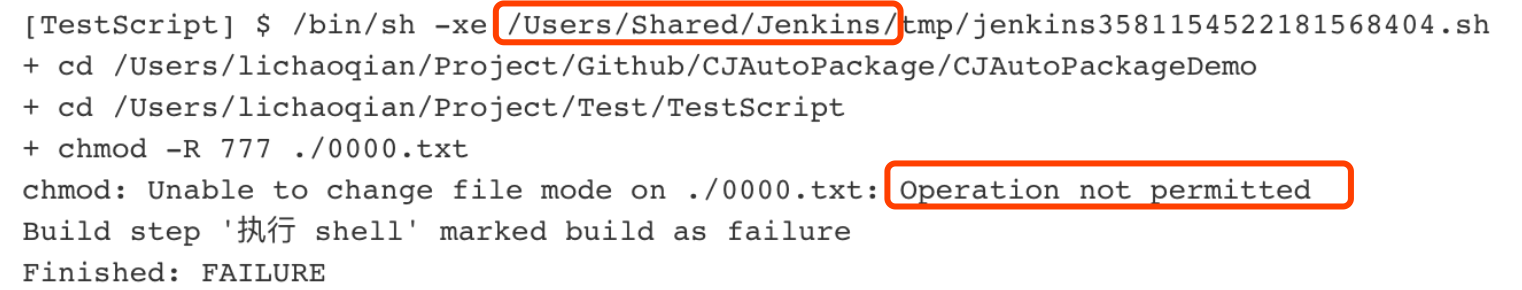 [TestScript] $ /bin/sh -xe /Users/Shared/Jenkins/tmp/jenkins3581154522181568404.sh
+ cd /Users/lichaoqian/Project/Github/CJAutoPackage/CJAutoPackageDemo
+ cd /Users/lichaoqian/Project/Test/TestScript
+ chmod -R 777 ./0000.txt
chmod: Unable to change file mode on ./0000.txt: Operation not permitted
Build step '执行 shell' marked build as failure
Finished: FAILURE